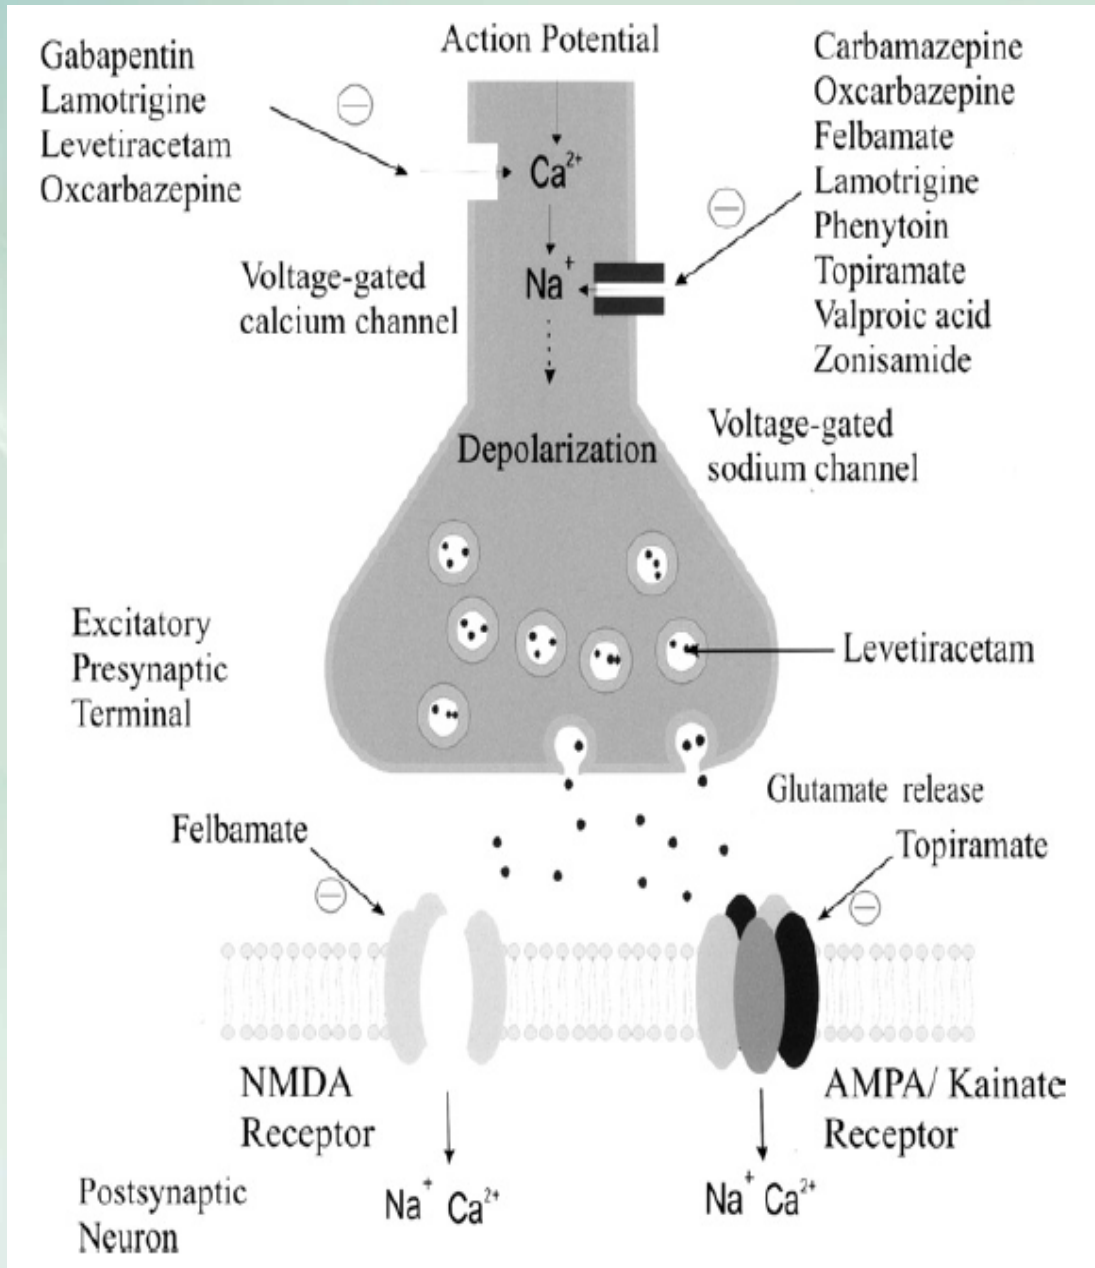 Action Potential
Gabapentin
Lamotrigine
Levetiracetam
Oxcarbazepine
Carbamazepine
Oxcarbazepine
Felbamate
Lamotrigine
Phenytoin
Topiramate
Valproic acid
Zonisamide
Ca²⁺
Na⁺
Voltage-gated
calcium channel
Voltage-gated
sodium channel
Depolarization
Excitatory
Presynaptic
Terminal
Levetiracetam
Glutamate release
Felbamate
Topiramate
NMDA
Receptor
AMPA/ Kainate
Receptor
Na⁺ Ca²⁺
Na⁺ Ca²⁺
Postsynaptic
Neuron